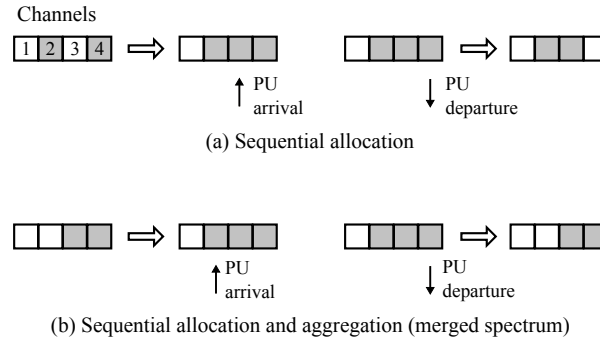 Channels
1 2 3 4
PU
arrival
PU
departure
(a) Sequential allocation
PU
arrival
PU
departure
(b) Sequential allocation and aggregation (merged spectrum)